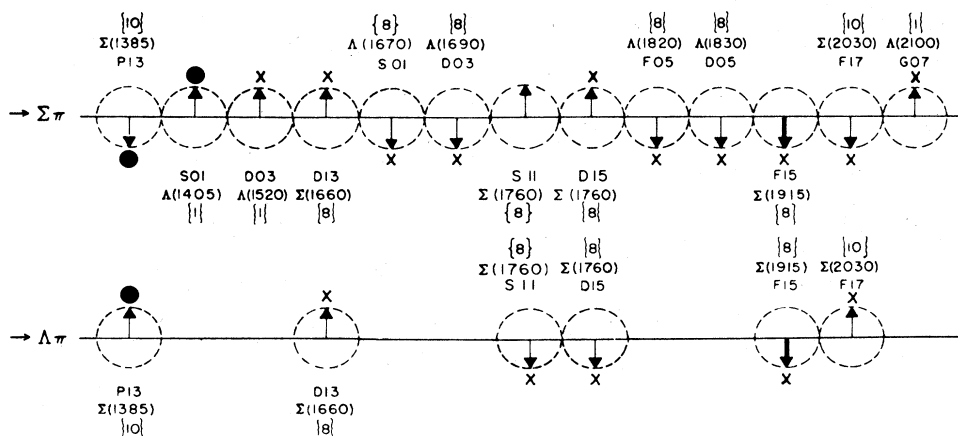 {10} {8} {8} {8} {8} {10} {1}
Σ(1385) Λ(1670) Λ(1690) Λ(1820) Λ(1830) Σ(2030) Λ(2100)
P13 S01 D03 F05 D05 F17 G07
X X X X
→ Σπ
X X X X X X
S01 D03 D13 S11 D15 F15
Λ(1405) Λ(1520) Σ(1660) Σ(1760) Σ(1760) Σ(1915)
{1} {1} {8} {8} {8} {8}
{8} {8} {8} {10}
Σ(1760) Σ(1760) Σ(1915) Σ(2030)
S11 D15 F15 F17
X X
→ Λπ
X X X
P13 D13
Σ(1385) Σ(1660)
{10} {8}